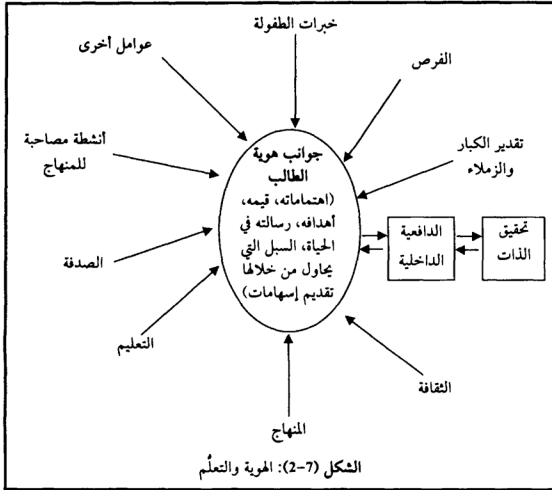 خبرات الطفولة
عوامل أخرى
الفرص
أنشطة مصاحبة
للمنهاج
تقدير الكبار
والزملاء
جوانب هوية
الطالب
(اهتماماته، قيمه،
أهدافه، رسالته في
الحياة، السبل التي
يحاول من خلالها
تقديم إسهامات)
الدافعية
الداخلية
تحقيق
الذات
الصدفة
التعليم
الثقافة
المنهاج
الشكل (7-2): الهوية والتعلُّم